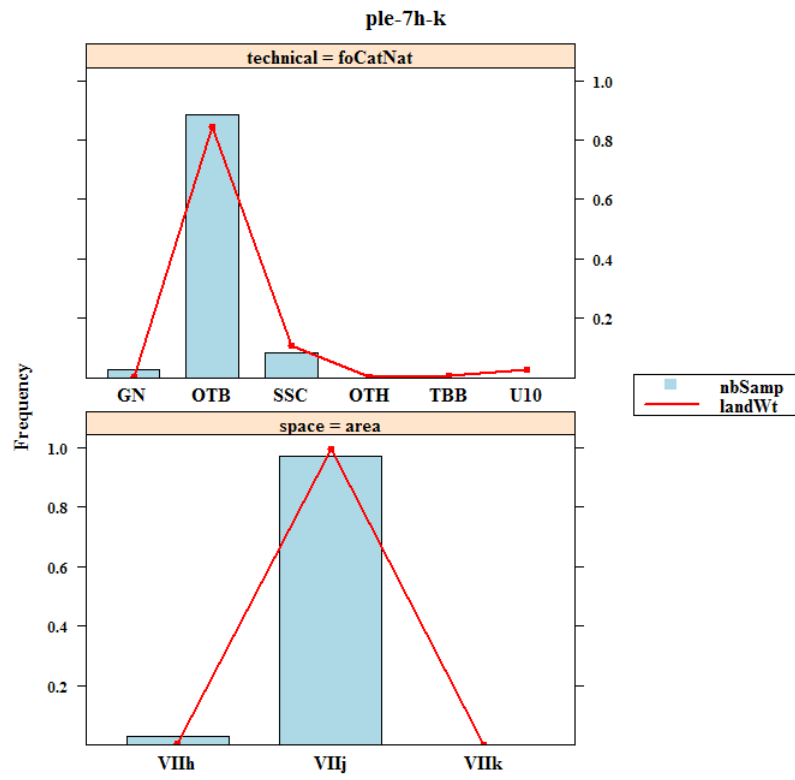 ple-7h-k
technical = foCatNat
1.0
0.8
0.6
0.4
0.2
GN OTB SSC OTH TBB U10
Frequency
nbSamp
landWt
space = area
1.0
0.8
0.6
0.4
0.2
VIIh VIIj VIIk